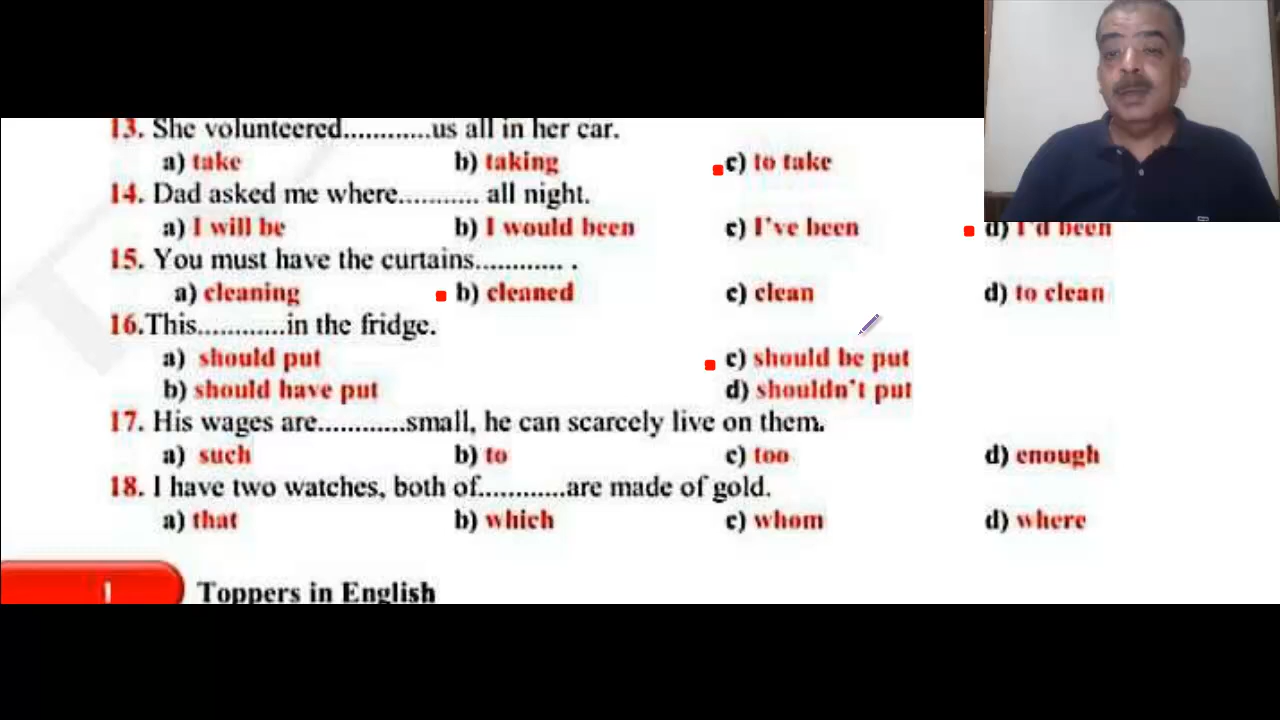 13. She volunteered............us all in her car.
a) take b) taking c) to take
14. Dad asked me where........... all night.
a) I will be b) I would been c) I've been d) I'd been
15. You must have the curtains............ .
a) cleaning b) cleaned c) clean d) to clean
16.This............in the fridge.
a) should put c) should be put
b) should have put d) shouldn't put
17. His wages are............small, he can scarcely live on them.
a) such b) to c) too d) enough
18. I have two watches, both of............are made of gold.
a) that b) which c) whom d) where
1 Toppers in English